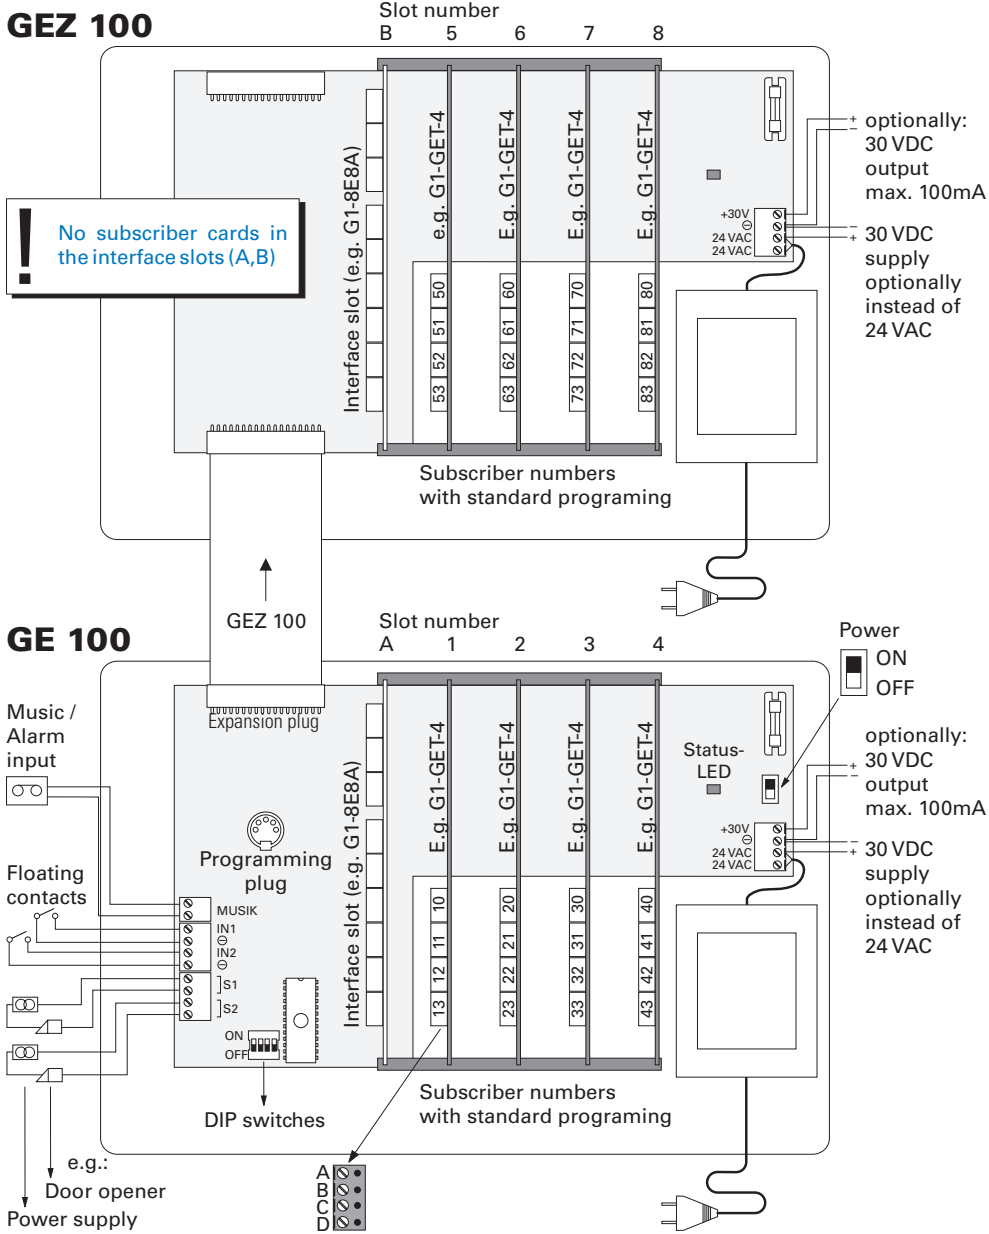 GEZ 100
Slot number
B 5 6 7 8
Interface slot (e.g. G1-8E8A)
e.g. G1-GET-4
E.g. G1-GET-4
E.g. G1-GET-4
E.g. G1-GET-4
optionally:
30 VDC
output
max. 100mA
+
−
!
No subscriber cards in
the interface slots (A,B)
+30V
⊖
24 VAC
24 VAC
−
+
30 VDC
supply
optionally
instead of
24 VAC
50 60 70 80
51 61 71 81
52 62 72 82
53 63 73 83
Subscriber numbers
with standard programing
GEZ 100
GE 100
Slot number
A 1 2 3 4
Power
ON
OFF
Music /
Alarm
input
Expansion plug
Interface slot (e.g. G1-8E8A)
E.g. G1-GET-4
E.g. G1-GET-4
E.g. G1-GET-4
E.g. G1-GET-4
Status-
LED
optionally:
30 VDC
output
max. 100mA
+
−
Programming
plug
+30V
⊖
24 VAC
24 VAC
−
+
30 VDC
supply
optionally
instead of
24 VAC
Floating
contacts
MUSIK
IN1
⊖
IN2
⊖
S1
S2
10 20 30 40
11 21 31 41
12 22 32 42
13 23 33 43
ON
OFF
DIP switches
Subscriber numbers
with standard programing
e.g.:
Door opener
Power supply
A
B
C
D